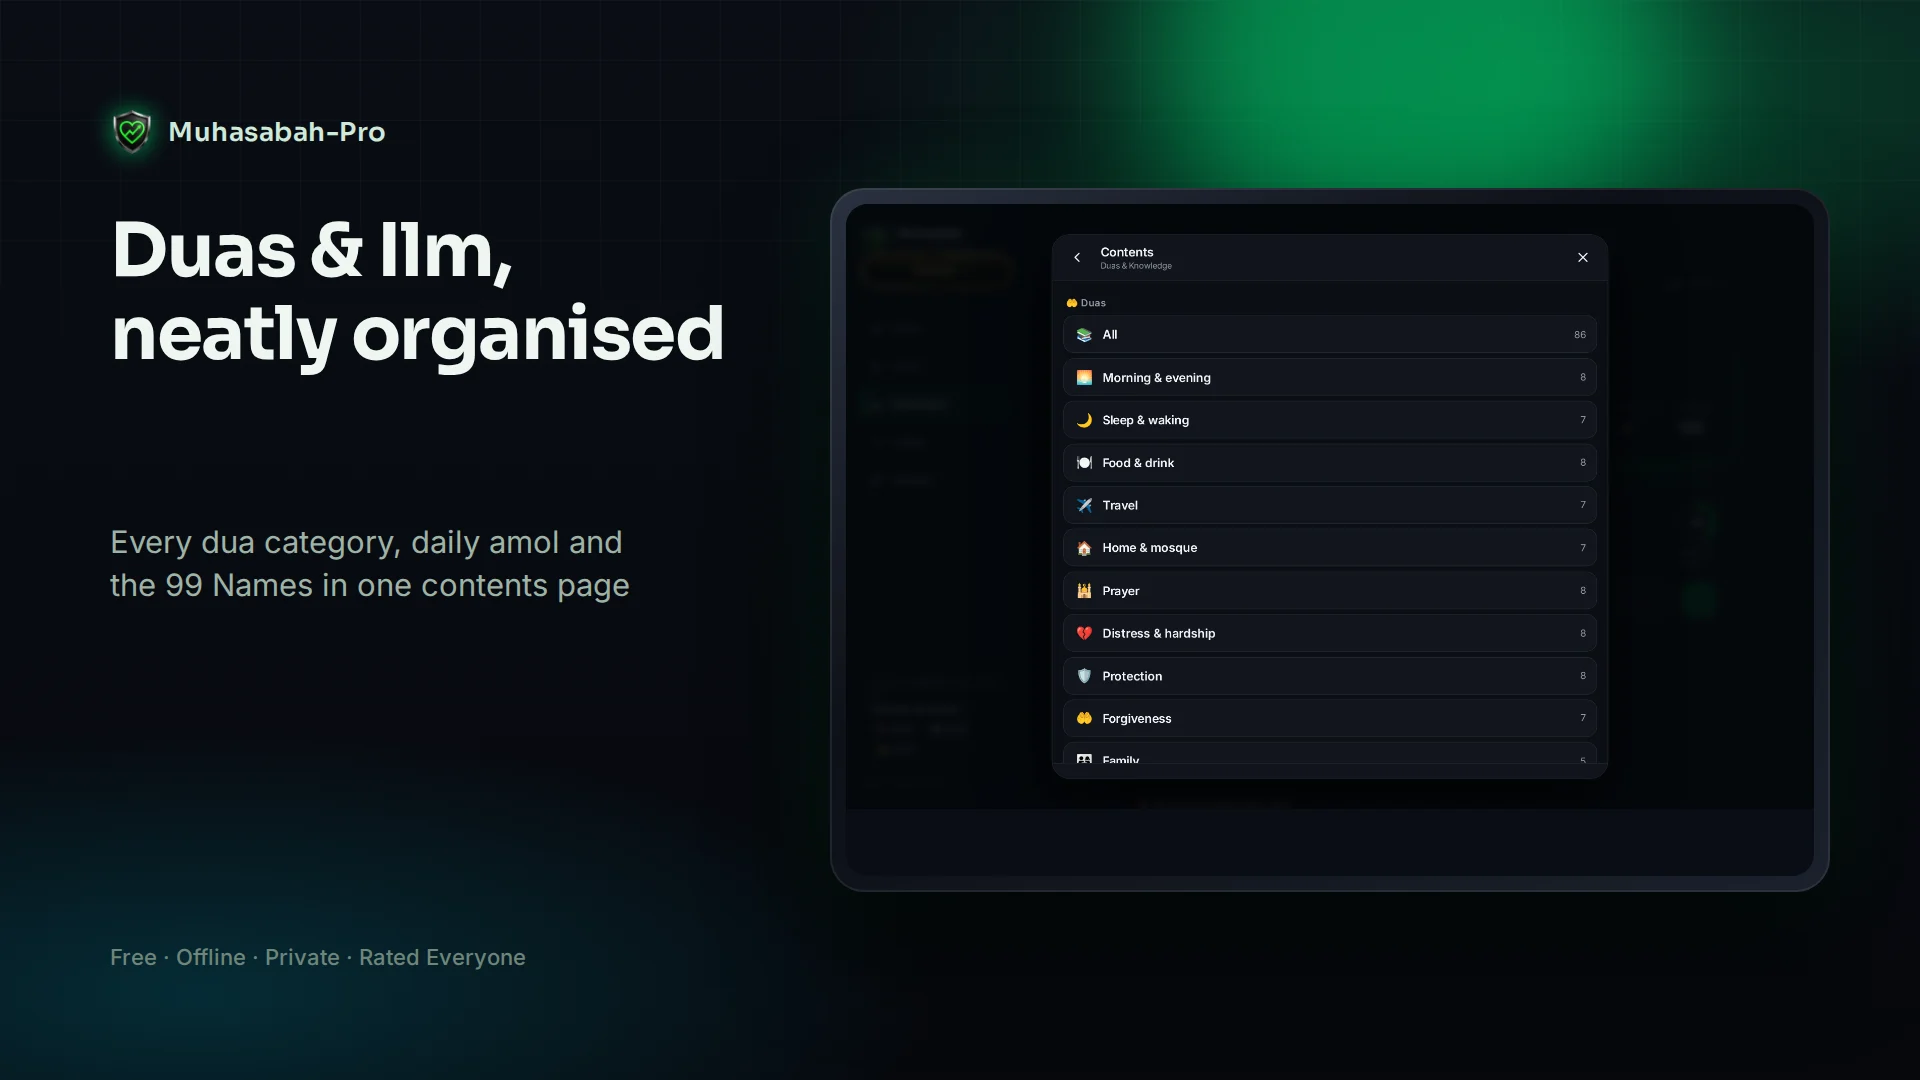 Muhasabah-Pro
Duas & Ilm,
neatly organised
Every dua category, daily amol and
the 99 Names in one contents page
Free · Offline · Private · Rated Everyone
Contents
Duas & Knowledge
Duas
All 86
Morning & evening 8
Sleep & waking 7
Food & drink 8
Travel 7
Home & mosque 7
Prayer 8
Distress & hardship 8
Protection 8
Forgiveness 7
Family 5